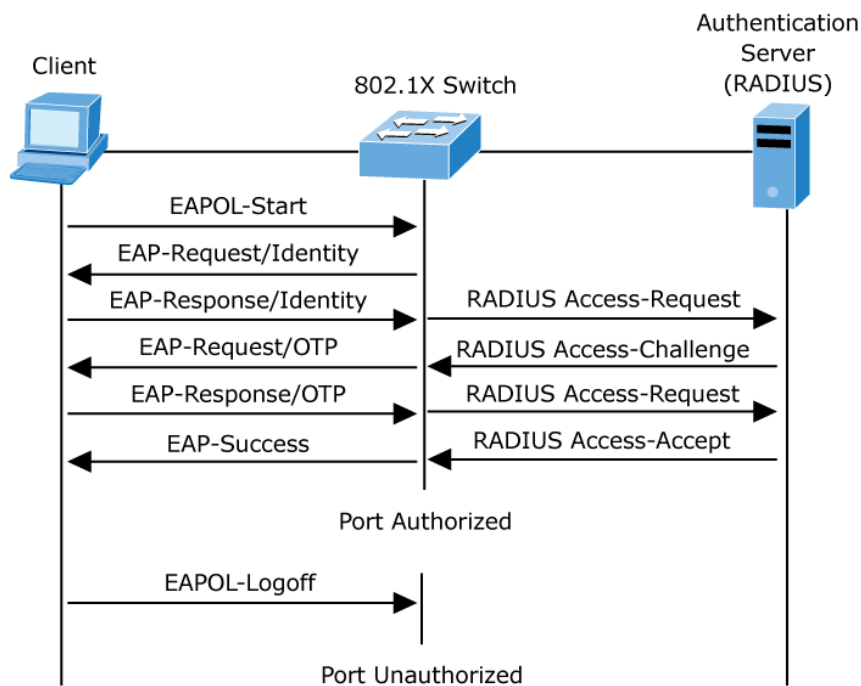 Authentication
Server
(RADIUS)
Client
802.1X Switch
EAPOL-Start
EAP-Request/Identity
EAP-Response/Identity
RADIUS Access-Request
EAP-Request/OTP
RADIUS Access-Challenge
EAP-Response/OTP
RADIUS Access-Request
EAP-Success
RADIUS Access-Accept
Port Authorized
EAPOL-Logoff
Port Unauthorized